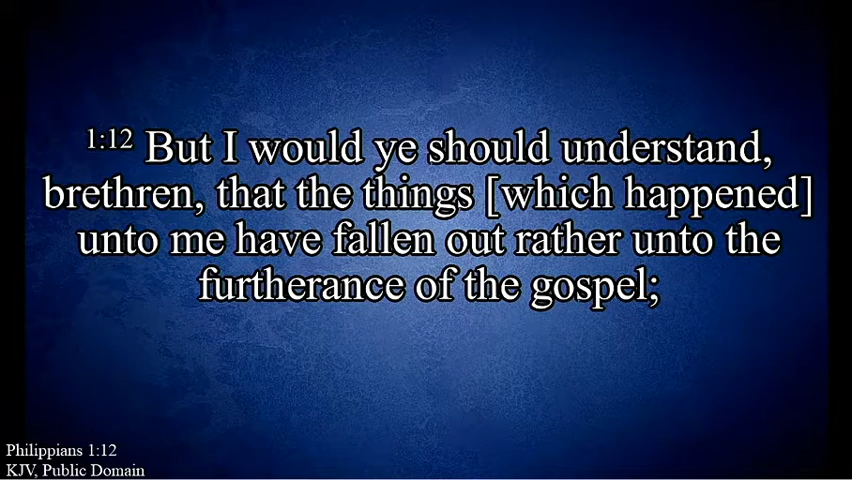 1:12 But I would ye should understand,
brethren, that the things [which happened]
unto me have fallen out rather unto the
furtherance of the gospel;
Philippians 1:12
KJV, Public Domain